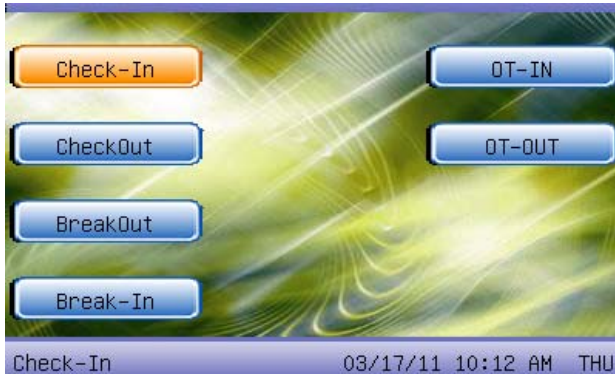 Check-In
OT-IN
CheckOut
OT-OUT
BreakOut
Break-In
Check-In 03/17/11 10:12 AM THU